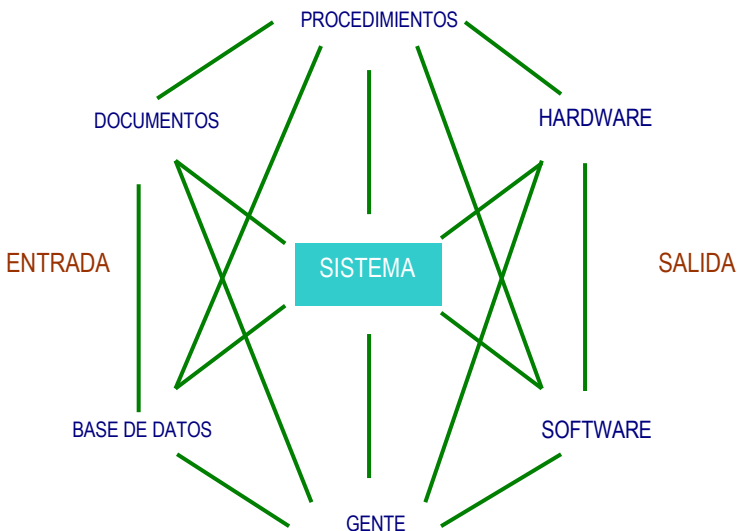 PROCEDIMIENTOS
DOCUMENTOS
HARDWARE
ENTRADA
SISTEMA
SALIDA
BASE DE DATOS
SOFTWARE
GENTE